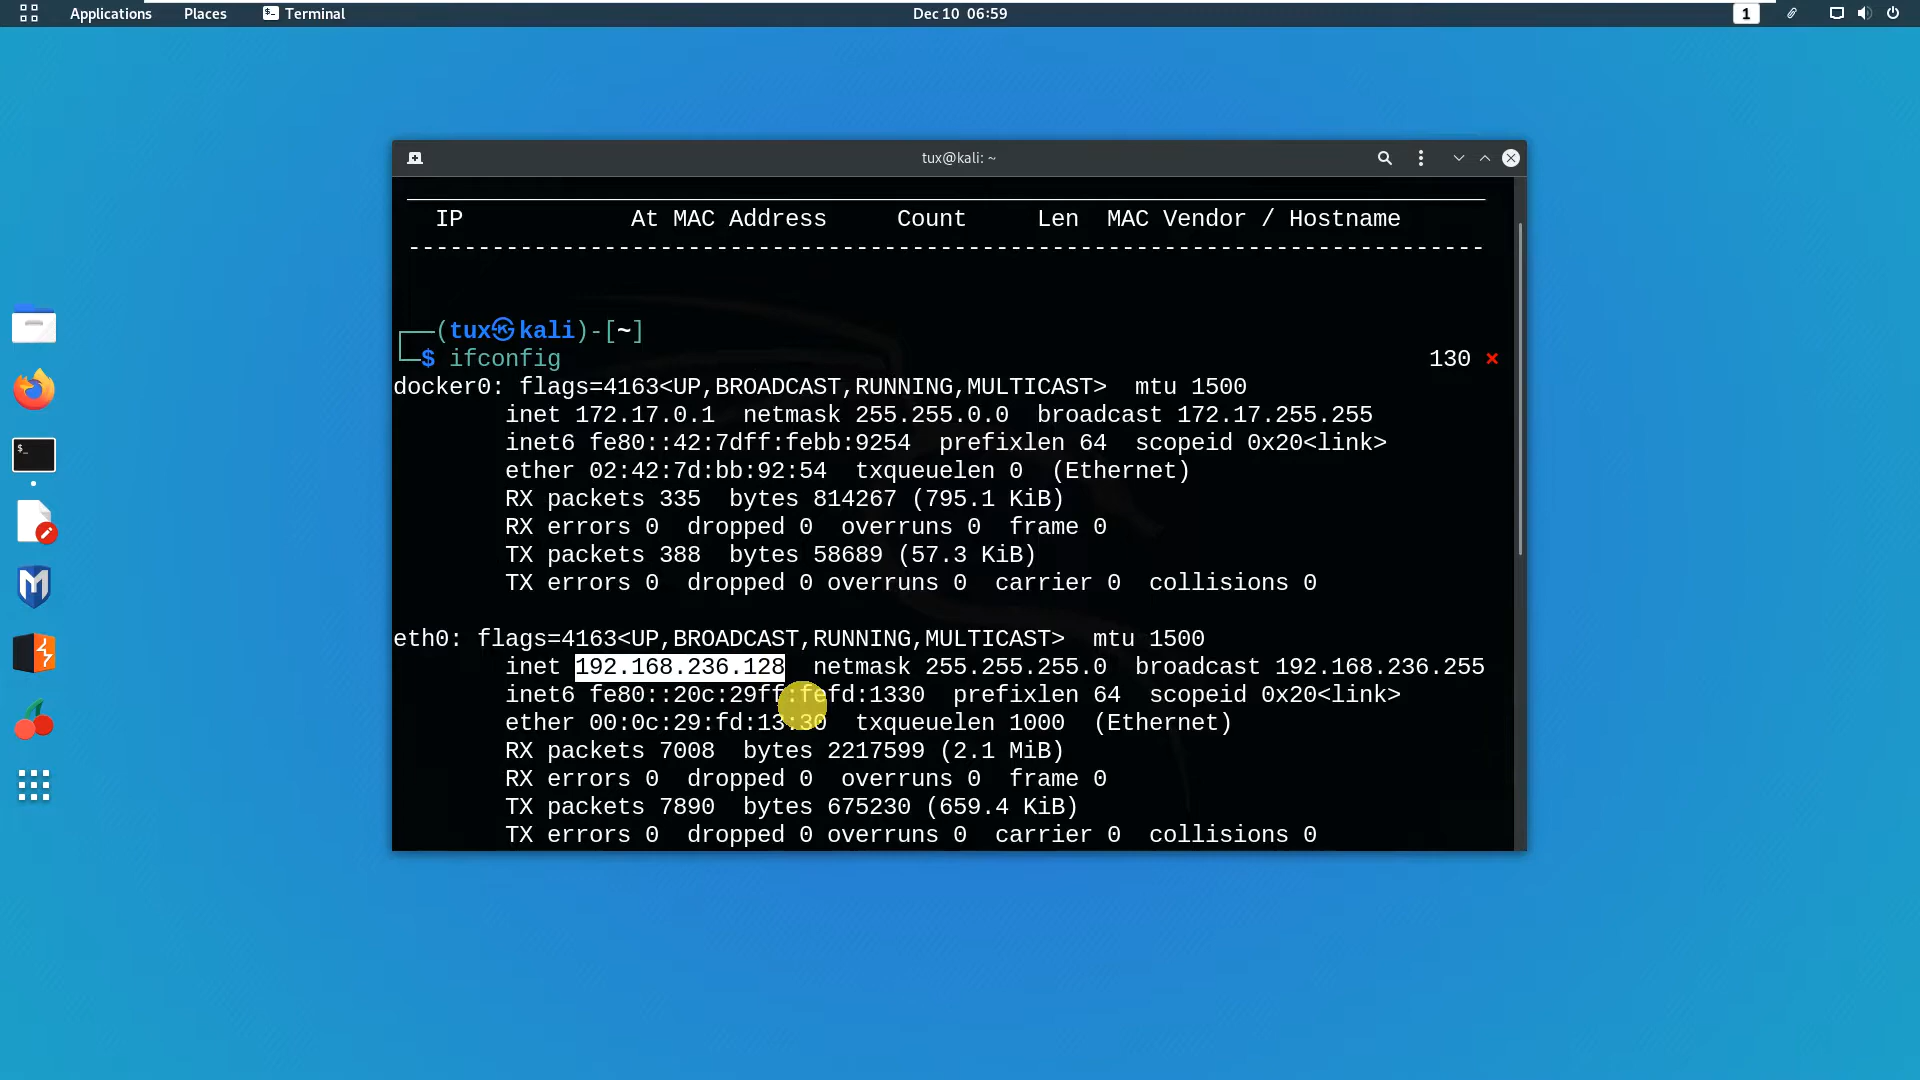 Applications Places Terminal Dec 10 06:59 1
tux@kali: ~
IP At MAC Address Count Len MAC Vendor / Hostname
-----------------------------------------------------------------------------
(tux㉿kali)-[~]
$ ifconfig 130 ×
docker0: flags=4163<UP,BROADCAST,RUNNING,MULTICAST> mtu 1500
inet 172.17.0.1 netmask 255.255.0.0 broadcast 172.17.255.255
inet6 fe80::42:7dff:febb:9254 prefixlen 64 scopeid 0x20<link>
ether 02:42:7d:bb:92:54 txqueuelen 0 (Ethernet)
RX packets 335 bytes 814267 (795.1 KiB)
RX errors 0 dropped 0 overruns 0 frame 0
TX packets 388 bytes 58689 (57.3 KiB)
TX errors 0 dropped 0 overruns 0 carrier 0 collisions 0
eth0: flags=4163<UP,BROADCAST,RUNNING,MULTICAST> mtu 1500
inet 192.168.236.128 netmask 255.255.255.0 broadcast 192.168.236.255
inet6 fe80::20c:29ff:fefd:1330 prefixlen 64 scopeid 0x20<link>
ether 00:0c:29:fd:13:30 txqueuelen 1000 (Ethernet)
RX packets 7008 bytes 2217599 (2.1 MiB)
RX errors 0 dropped 0 overruns 0 frame 0
TX packets 7890 bytes 675230 (659.4 KiB)
TX errors 0 dropped 0 overruns 0 carrier 0 collisions 0